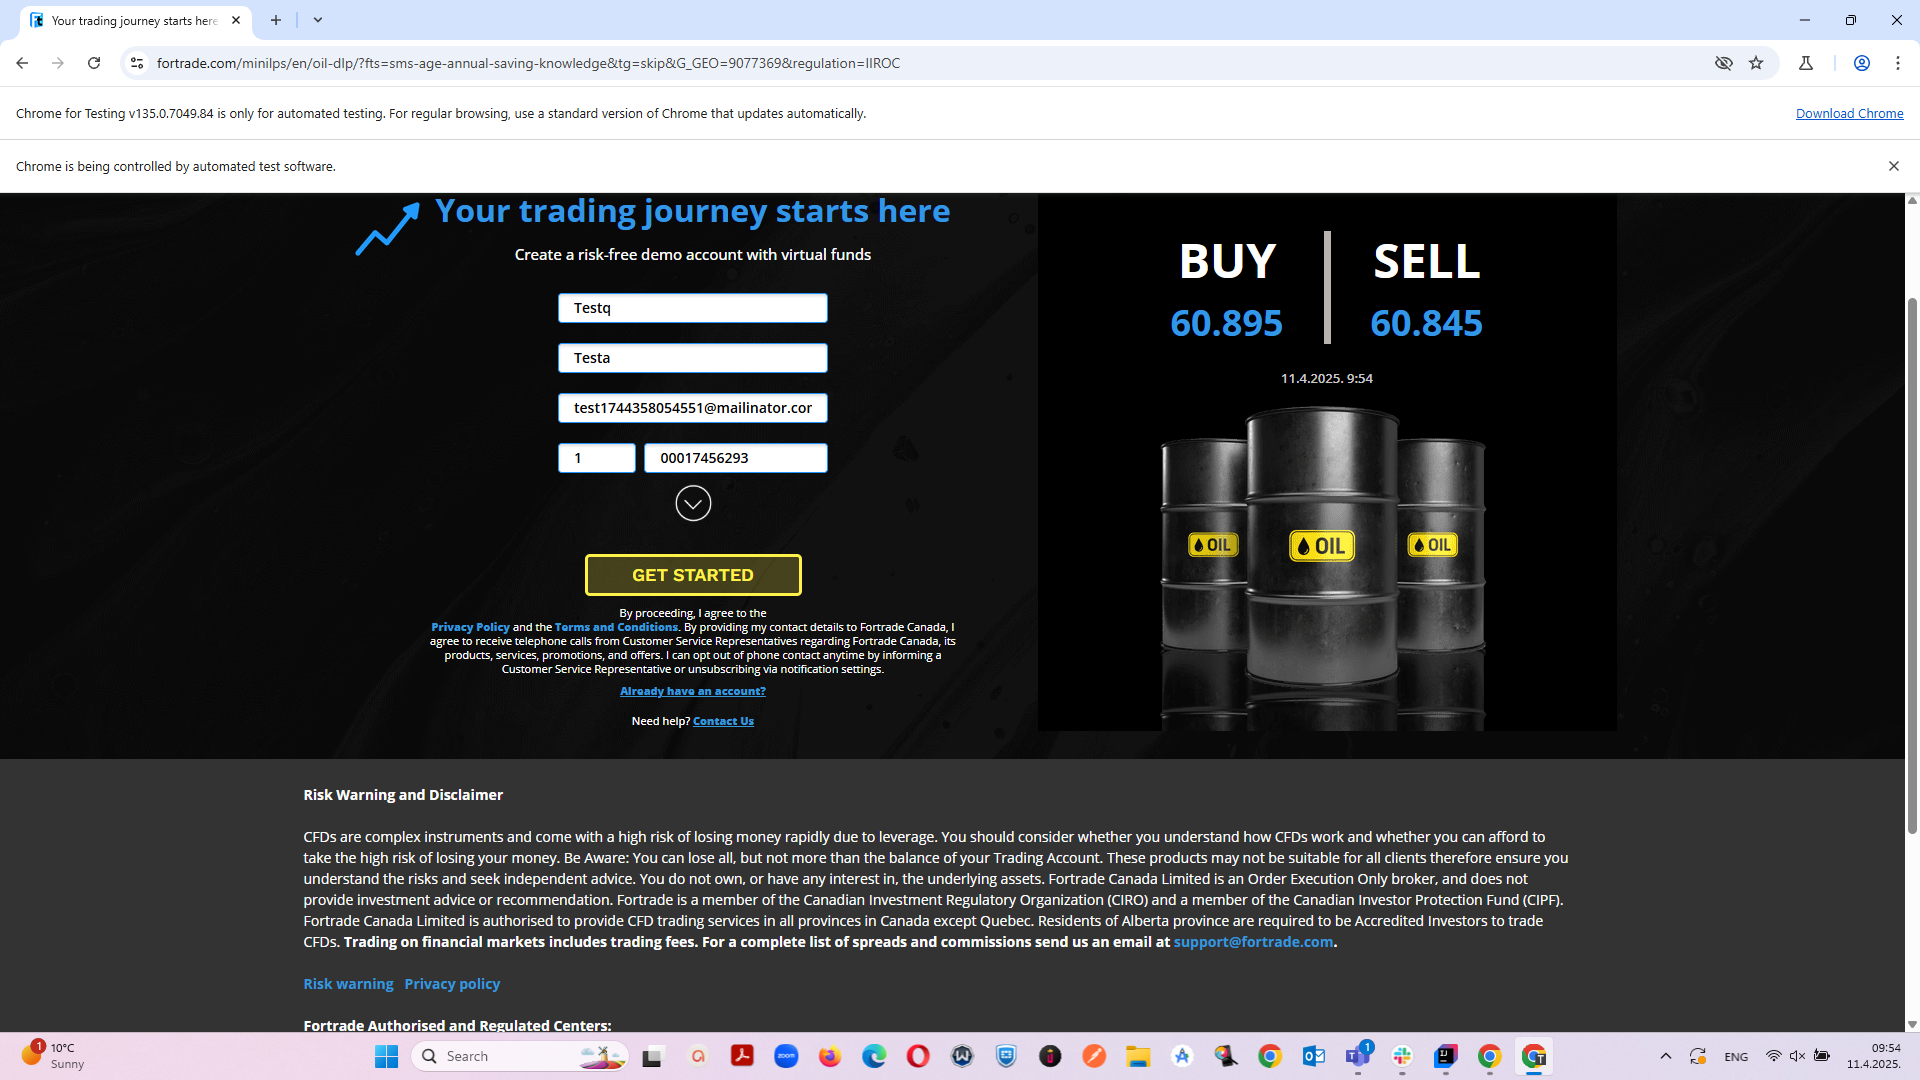 Your trading journey starts here
fortrade.com/minilps/en/oil-dlp/?fts=sms-age-annual-saving-knowledge&tg=skip&G_GEO=9077369&regulation=IIROC
Chrome for Testing v135.0.7049.84 is only for automated testing. For regular browsing, use a standard version of Chrome that updates automatically.
Download Chrome
Chrome is being controlled by automated test software.
Your trading journey starts here
Create a risk-free demo account with virtual funds
Testq
Testa
test1744358054551@mailinator.cor
1 00017456293
GET STARTED
By proceeding, I agree to the
Privacy Policy and the Terms and Conditions. By providing my contact details to Fortrade Canada, I
agree to receive telephone calls from Customer Service Representatives regarding Fortrade Canada, its
products, services, promotions, and offers. I can opt out of phone contact anytime by informing a
Customer Service Representative or unsubscribing via notification settings.
Already have an account?
Need help? Contact Us
BUY SELL
60.895 60.845
11.4.2025. 9:54
OIL OIL OIL
Risk Warning and Disclaimer
CFDs are complex instruments and come with a high risk of losing money rapidly due to leverage. You should consider whether you understand how CFDs work and whether you can afford to
take the high risk of losing your money. Be Aware: You can lose all, but not more than the balance of your Trading Account. These products may not be suitable for all clients therefore ensure you
understand the risks and seek independent advice. You do not own, or have any interest in, the underlying assets. Fortrade Canada Limited is an Order Execution Only broker, and does not
provide investment advice or recommendation. Fortrade is a member of the Canadian Investment Regulatory Organization (CIRO) and a member of the Canadian Investor Protection Fund (CIPF).
Fortrade Canada Limited is authorised to provide CFD trading services in all provinces in Canada except Quebec. Residents of Alberta province are required to be Accredited Investors to trade
CFDs. Trading on financial markets includes trading fees. For a complete list of spreads and commissions send us an email at support@fortrade.com.
Risk warning Privacy policy
Fortrade Authorised and Regulated Centers:
1
10°C
Sunny
Search
zoom
1
ENG
09:54
11.4.2025.